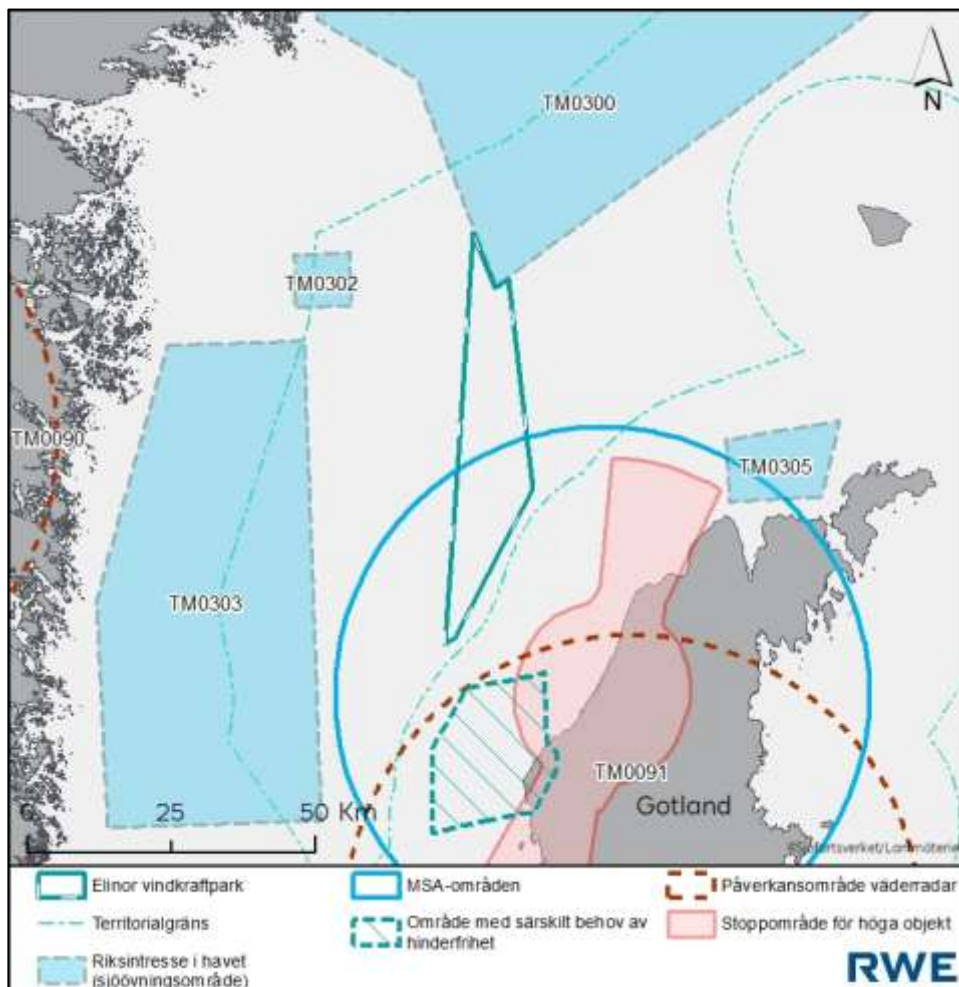 TM0300
N
TM0302
TM0090
TM0305
TM0303
TM0091
Gotland
0 25 50 Km
Elinor vindkraftpark
MSA-områden
Påverkansområde väderradar
Territorialgräns
Område med särskilt behov av
hinderfrihet
Stoppområde för höga objekt
Riksintresse i havet
(sjöövningsområde)
RWE